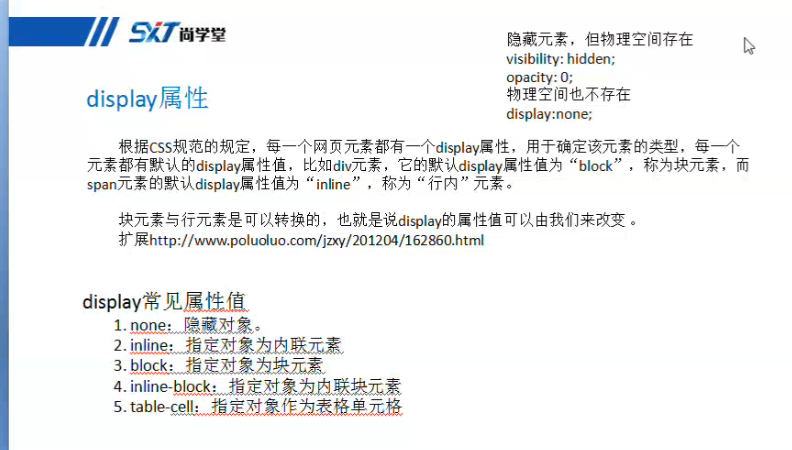 SXT 尚学堂
隐藏元素，但物理空间存在
visibility: hidden;
opacity: 0;
物理空间也不存在
display:none;
display属性
根据CSS规范的规定，每一个网页元素都有一个display属性，用于确定该元素的类型，每一个
元素都有默认的display属性值，比如div元素，它的默认display属性值为“block”，称为块元素，而
span元素的默认display属性值为“inline”，称为“行内”元素。
块元素与行元素是可以转换的，也就是说display的属性值可以由我们来改变 。
扩展http://www.poluoluo.com/jzxy/201204/162860.html
display常见属性值
1. none：隐藏对象。
2. inline：指定对象为内联元素
3. block：指定对象为块元素
4. inline-block：指定对象为内联块元素
5. table-cell：指定对象作为表格单元格